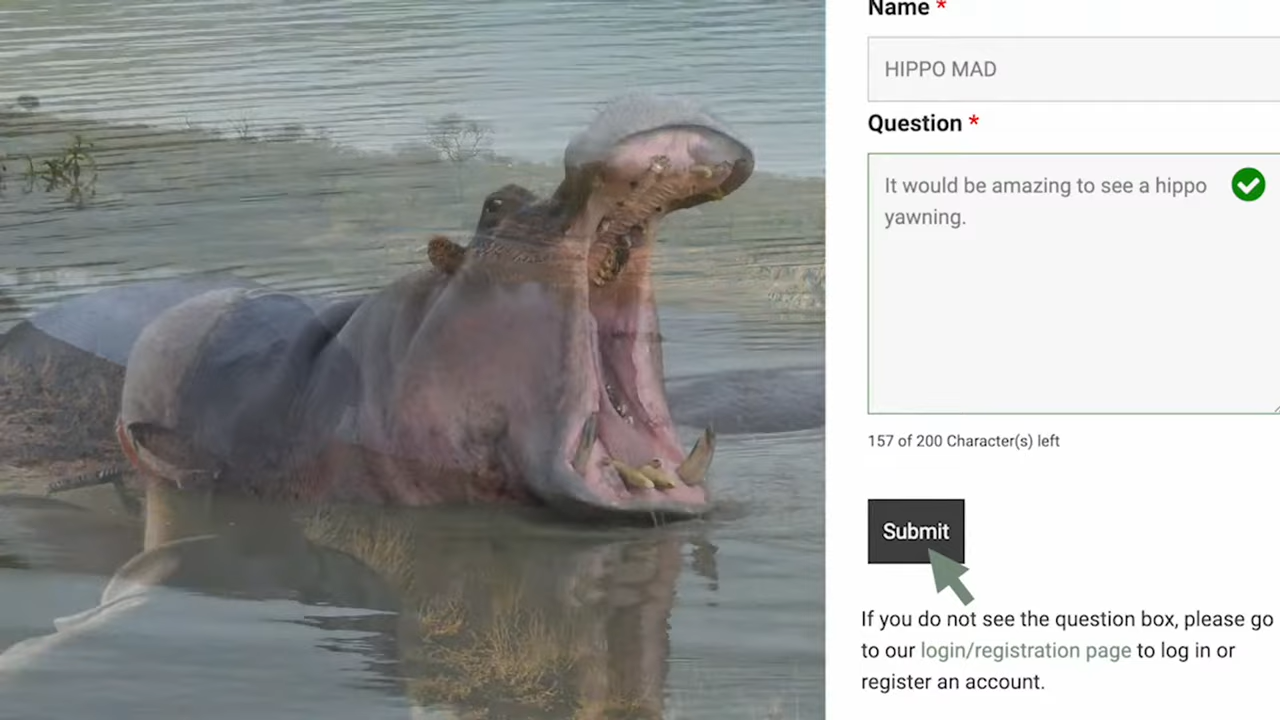 Name *
HIPPO MAD
Question *
It would be amazing to see a hippo
yawning.
157 of 200 Character(s) left
Submit
If you do not see the question box, please go
to our login/registration page to log in or
register an account.